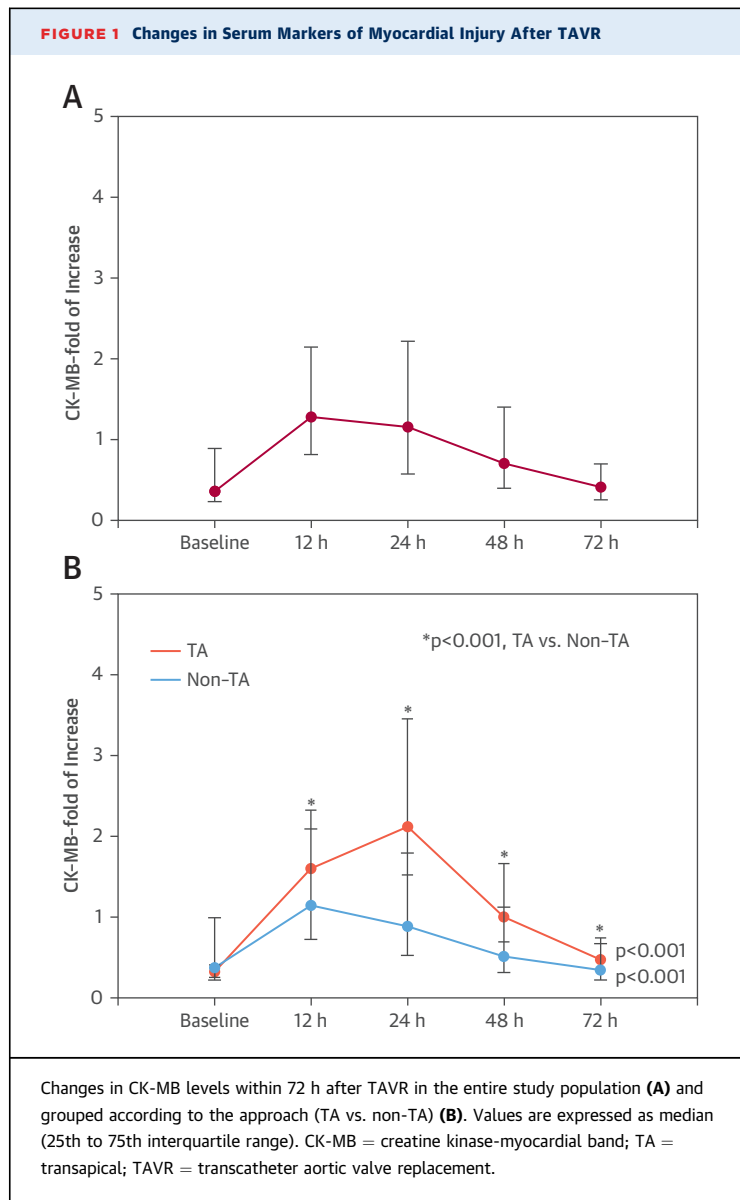 FIGURE 1 Changes in Serum Markers of Myocardial Injury After TAVR
A
5
4
3
2
1
0
CK-MB-fold of Increase
Baseline 12 h 24 h 48 h 72 h
B
5
4
3
2
1
0
CK-MB-fold of Increase
TA
Non-TA
*p<0.001, TA vs. Non-TA
*
*
*
*
p<0.001
p<0.001
Baseline 12 h 24 h 48 h 72 h
Changes in CK-MB levels within 72 h after TAVR in the entire study population (A) and
grouped according to the approach (TA vs. non-TA) (B). Values are expressed as median
(25th to 75th interquartile range). CK-MB = creatine kinase-myocardial band; TA =
transapical; TAVR = transcatheter aortic valve replacement.